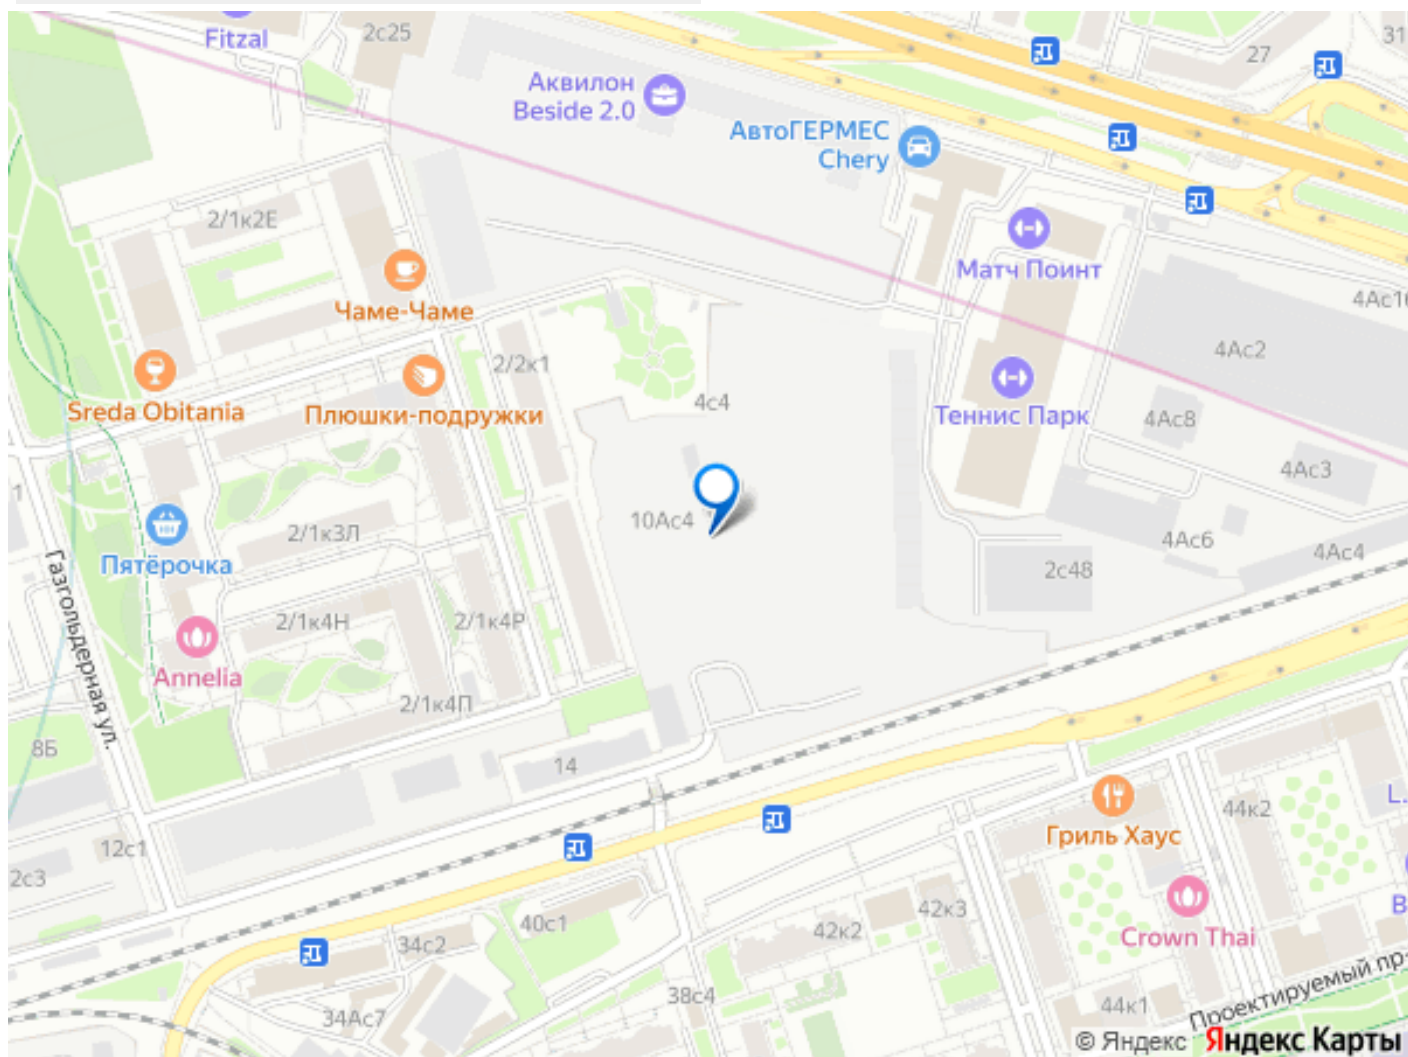 Fitzal
2с25
27
31
Аквилон
Beside 2.0
АвтоГЕРМЕС
Chery
2/1к2Е
Матч Поинт
Чаме-Чаме
4Ас2
2/2к1
Sreda Obitania
Плюшки-подружки
4с4
Теннис Парк
4Ас8
4Ас3
1
10Ас4
2/1к3Л
Пятёрочка
4Ас6
4Ас4
2с48
Газгольдерная ул.
2/1к4Н
2/1к4Р
Annelia
2/1к4П
8Б
14
44к2
Гриль Хаус
12с1
2с3
42к3
40с1
42к2
34с2
Crown Thai
38с4
34Ас7
44к1
Проектируемый пр-
© Яндекс Яндекс Карты